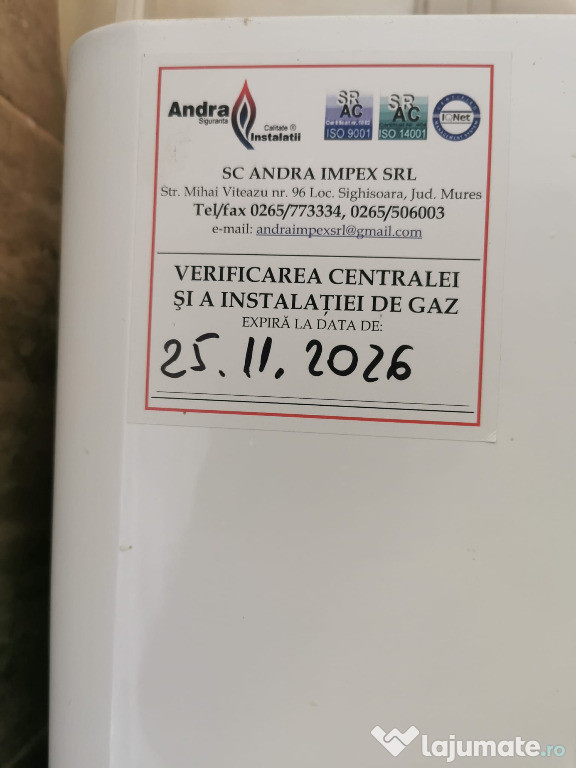 Andra
Siguranta
Calitate ®
Instalatii
SR AC
ISO 9001
SR AC
ISO 14001
IQNet
SC ANDRA IMPEX SRL
Str. Mihai Viteazu nr. 96 Loc. Sighisoara, Jud. Mures
Tel/fax 0265/773334, 0265/506003
e-mail: andraimpexsrl@gmail.com
VERIFICAREA CENTRALEI
ŞI A INSTALAŢIEI DE GAZ
EXPIRĂ LA DATA DE:
25.11.2026
lajumate.ro